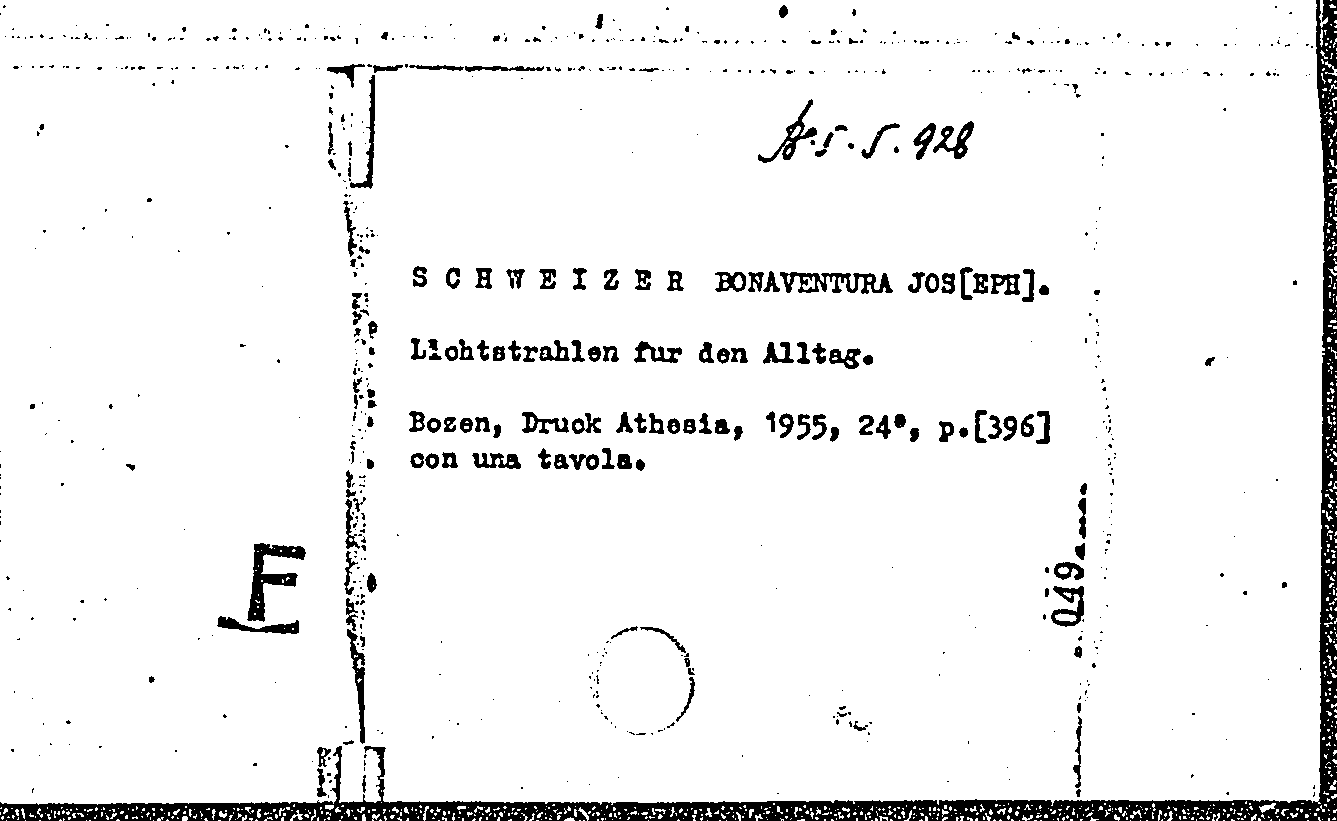 5.5.928
S C H W E I Z E R BONAVENTURA JOS[EPH].
Lichtstrahlen fur den Alltag.
Bozen, Druck Athesia, 1955, 24°, p.[396]
con una tavola.
F
049